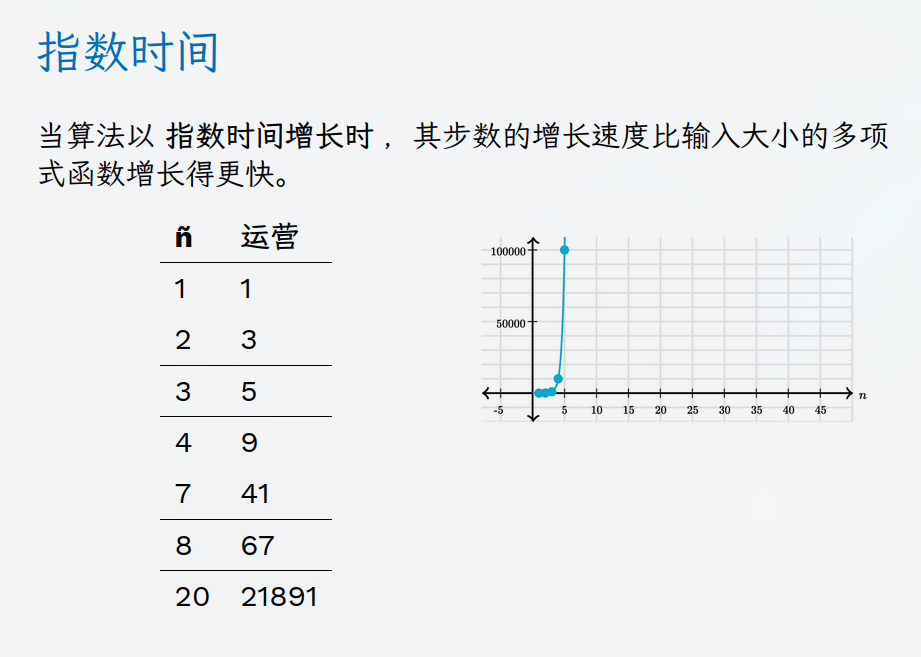 指数时间
当算法以 指数时间增长时 ，其步数的增长速度比输入大小的多项
式函数增长得更快。
ñ 运营
1 1
2 3
3 5
4 9
7 41
8 67
20 21891
100000
50000
-5 5 10 15 20 25 30 35 40 45 n